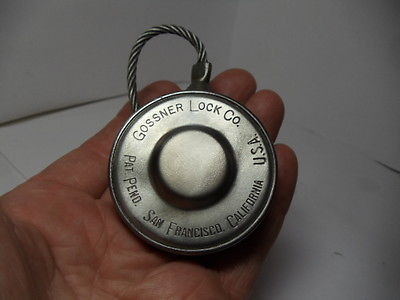 GOSSNER LOCK CO.
U.S.A.
PAT. PEND.
SAN FRANCISCO, CALIFORNIA